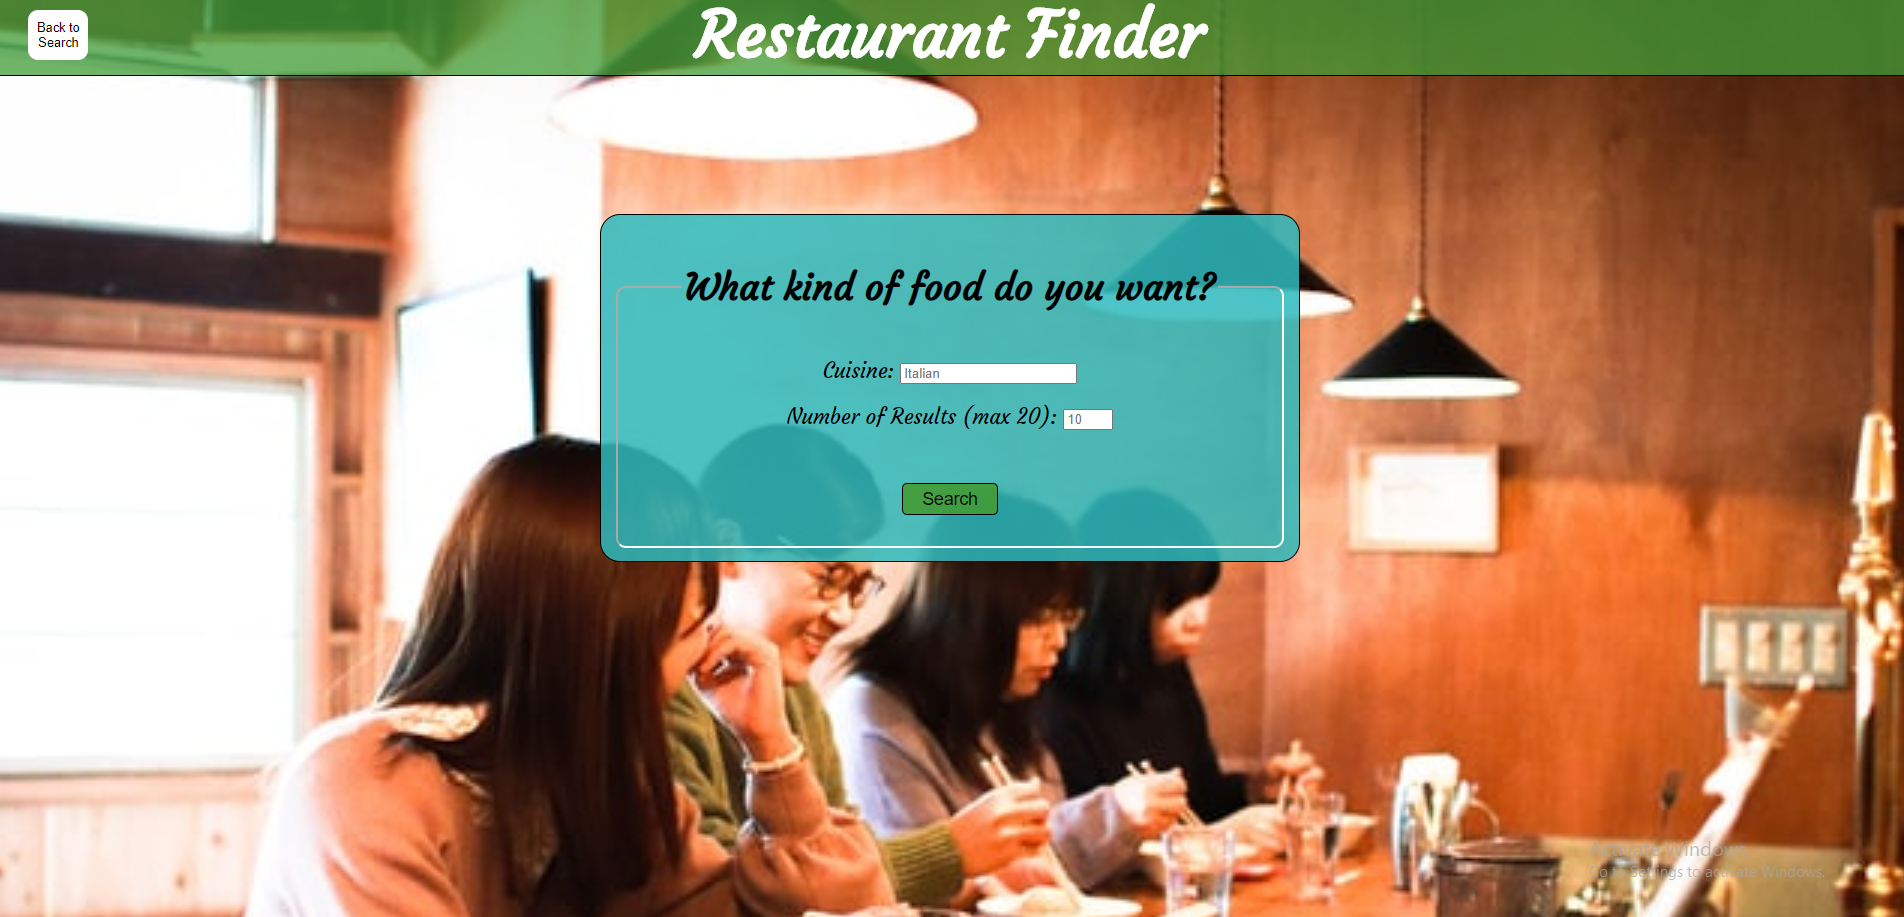 Back to
Search
Restaurant Finder
What kind of food do you want?
Cuisine: Italian
Number of Results (max 20): 10
Search
Activate Windows
Go to Settings to activate Windows.